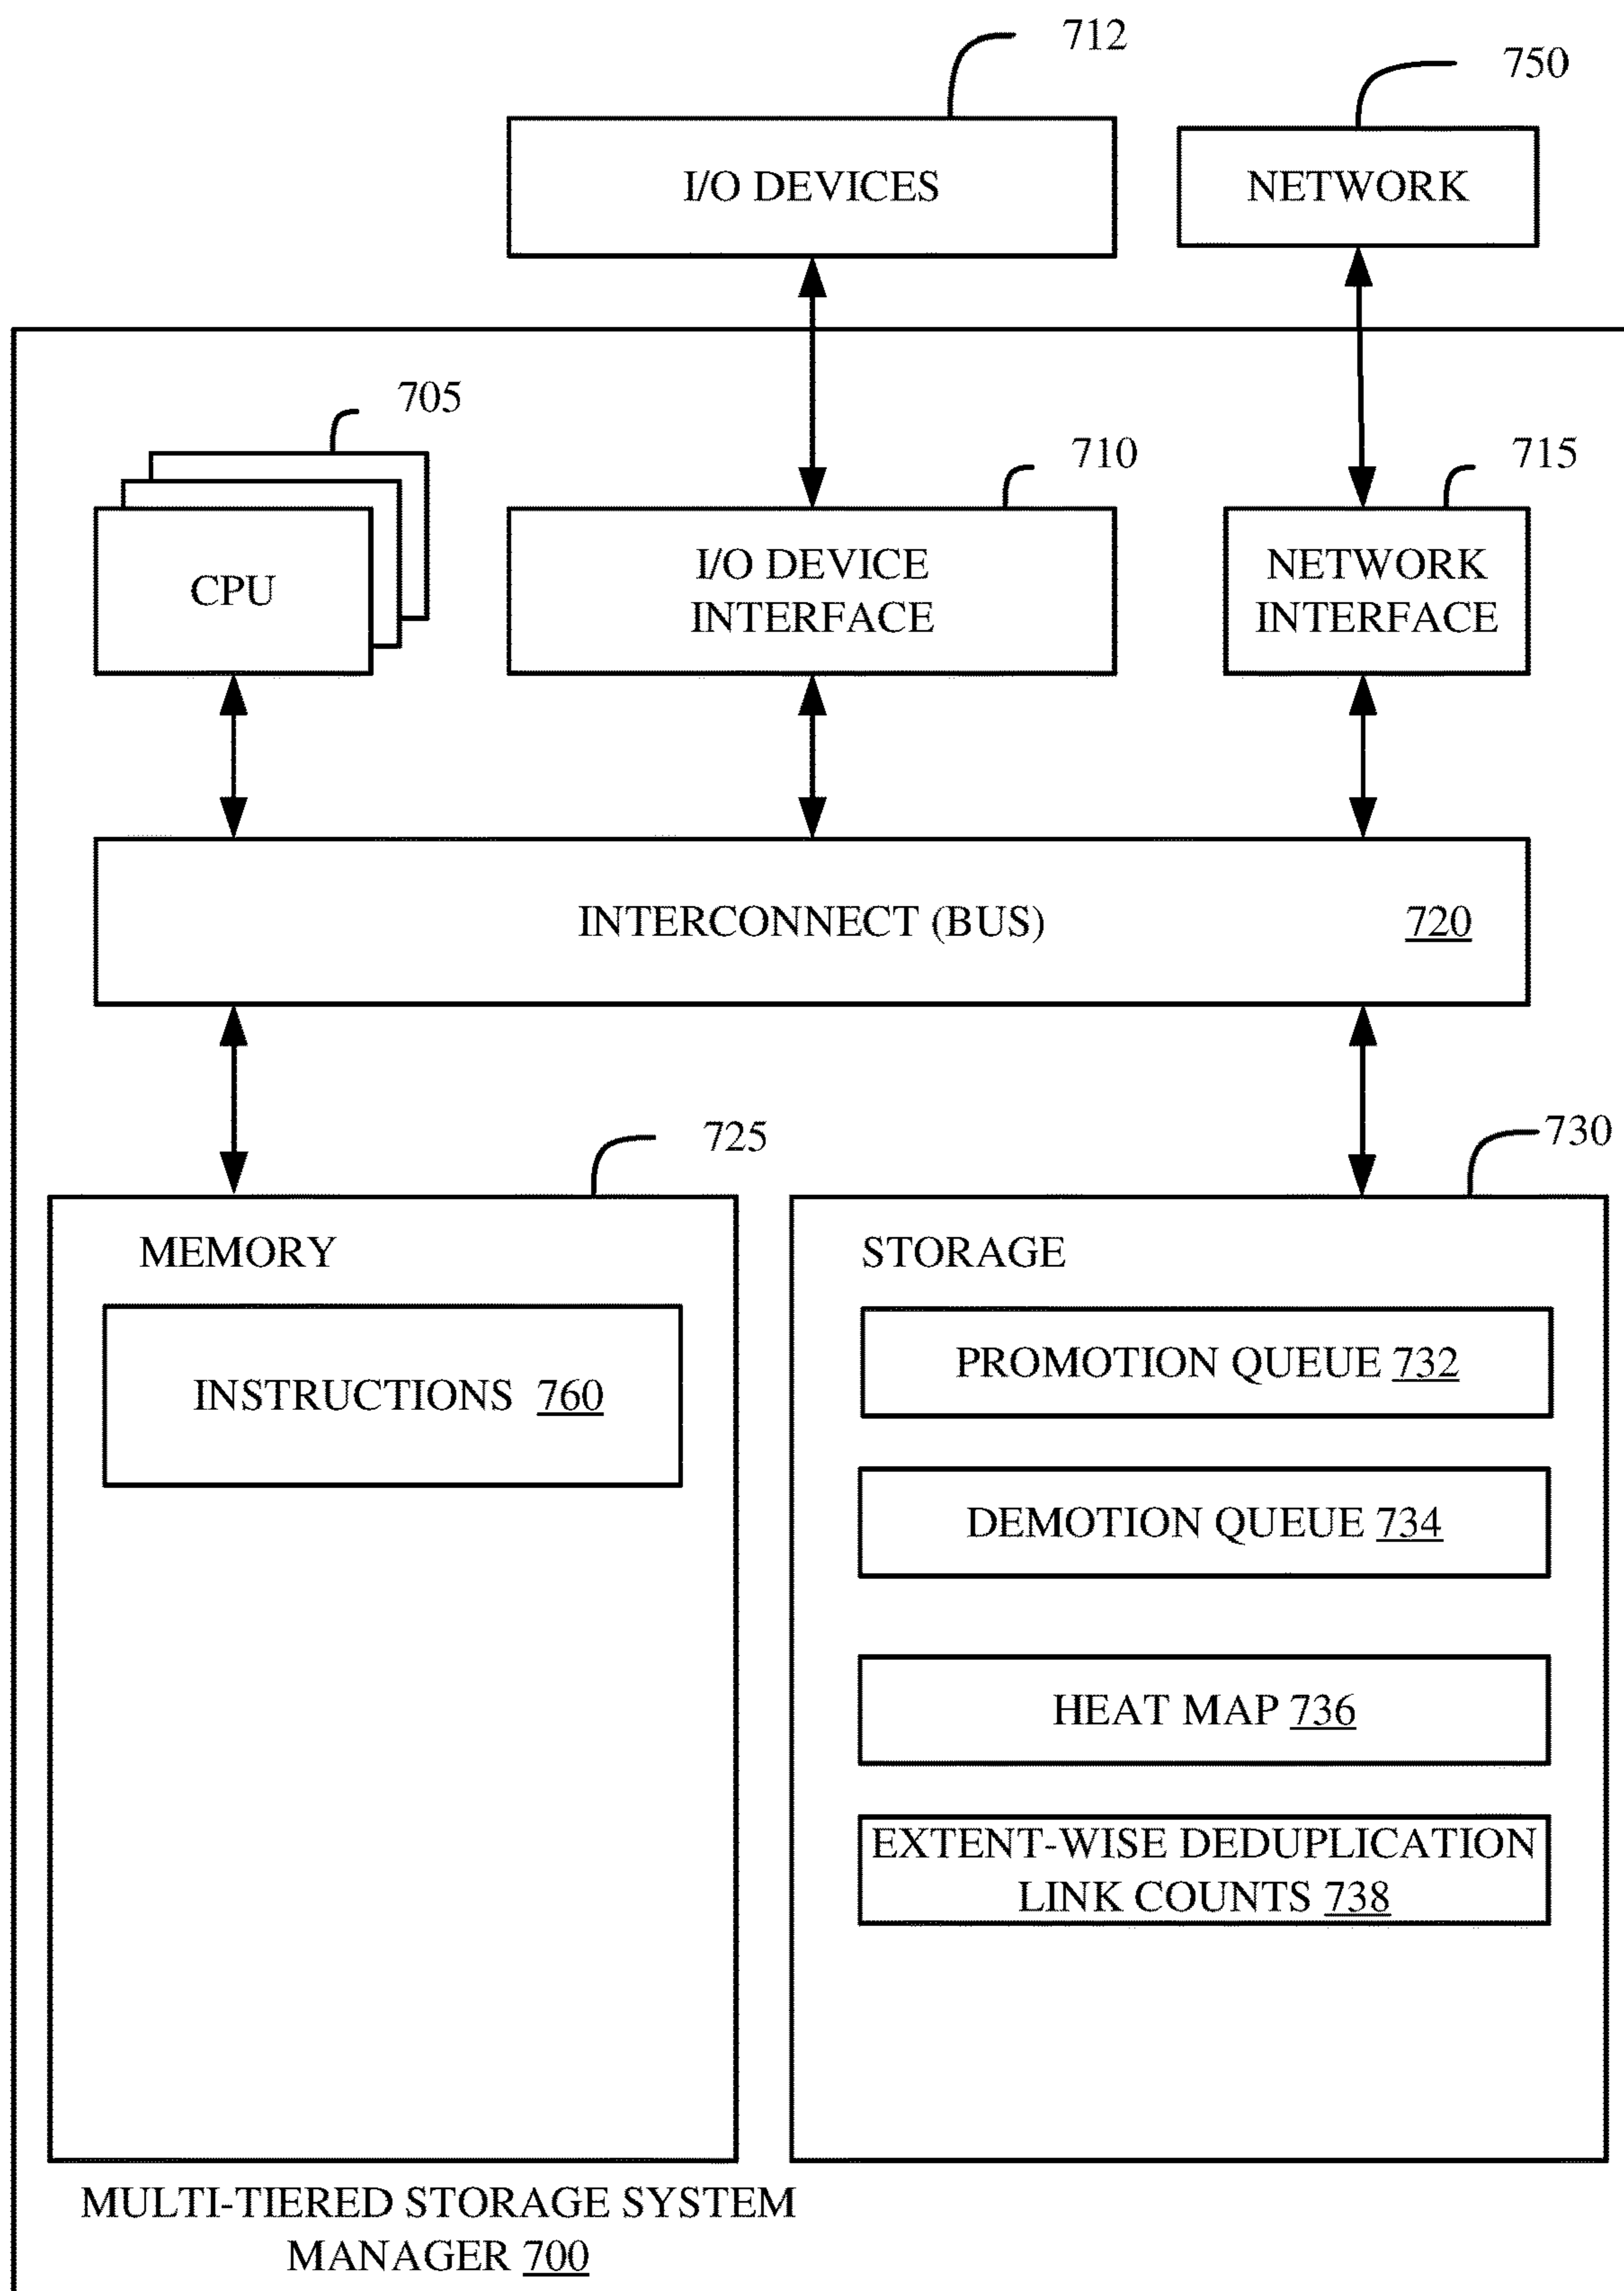 712
750
I/O DEVICES
NETWORK
705
710
715
CPU
I/O DEVICE
INTERFACE
NETWORK
INTERFACE
INTERCONNECT (BUS) 720
725
730
MEMORY
INSTRUCTIONS 760
STORAGE
PROMOTION QUEUE 732
DEMOTION QUEUE 734
HEAT MAP 736
EXTENT-WISE DEDUPLICATION
LINK COUNTS 738
MULTI-TIERED STORAGE SYSTEM
MANAGER 700